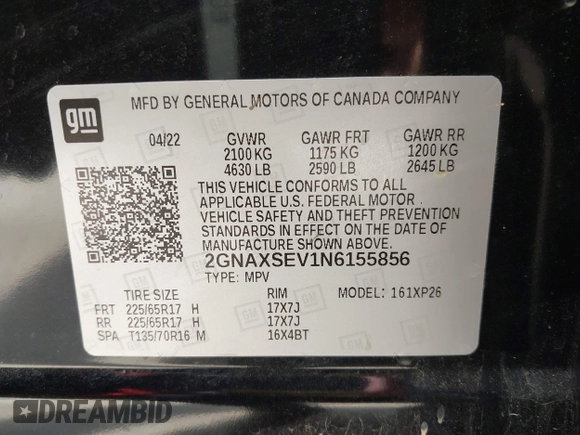 gm
MFD BY GENERAL MOTORS OF CANADA COMPANY
04/22 GVWR GAWR FRT GAWR RR
2100 KG 1175 KG 1200 KG
4630 LB 2590 LB 2645 LB
THIS VEHICLE CONFORMS TO ALL
APPLICABLE U.S. FEDERAL MOTOR
VEHICLE SAFETY AND THEFT PREVENTION
STANDARDS IN EFFECT ON THE DATE OF
MANUFACTURE SHOWN ABOVE.
2GNAXSEV1N6155856
TYPE: MPV
TIRE SIZE RIM MODEL: 161XP26
FRT 225/65R17 H 17X7J
RR 225/65R17 H 17X7J
SPA T135/70R16 M 16X4BT
DREAMBID